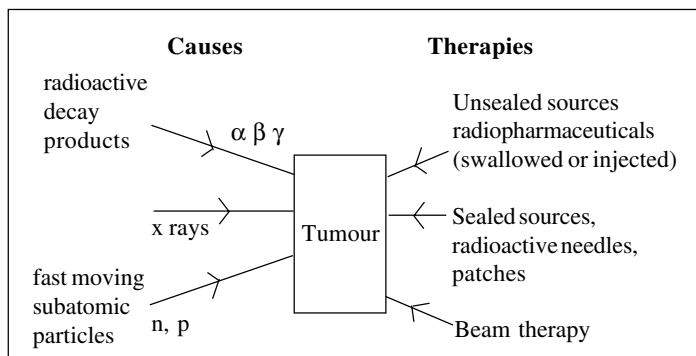 Causes
Therapies
radioactive
decay
products
α β γ
x rays
fast moving
subatomic
particles
n, p
Tumour
Unsealed sources
radiopharmaceuticals
(swallowed or injected)
Sealed sources,
radioactive needles,
patches
Beam therapy